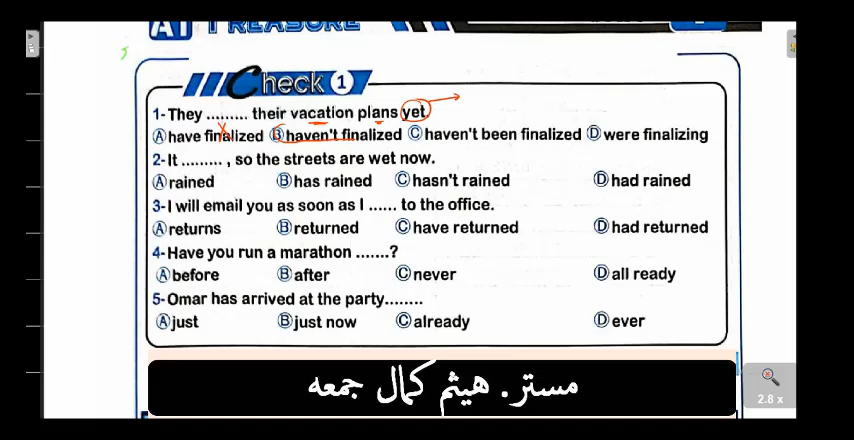 A1 TREASURE
Check 1
1- They ......... their vacation plans yet.
Ⓐ have finalized Ⓑ haven't finalized Ⓒ haven't been finalized Ⓓ were finalizing
2- It ......... , so the streets are wet now.
Ⓐ rained Ⓑ has rained Ⓒ hasn't rained Ⓓ had rained
3- I will email you as soon as I ...... to the office.
Ⓐ returns Ⓑ returned Ⓒ have returned Ⓓ had returned
4- Have you run a marathon .......?
Ⓐ before Ⓑ after Ⓒ never Ⓓ all ready
5- Omar has arrived at the party........
Ⓐ just Ⓑ just now Ⓒ already Ⓓ ever
مستر. هيثم كمال جمعه
2.8 x